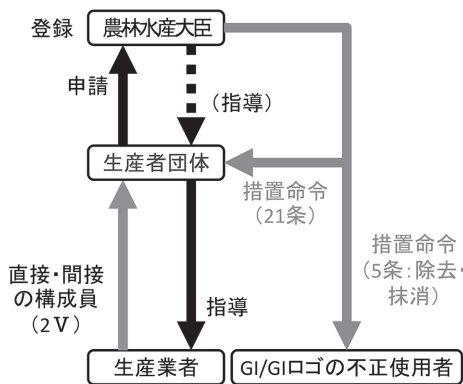 登録
農林水産大臣
申請
(指導)
生産者団体
措置命令
(21条)
措置命令
(5条:除去・
抹消)
直接・間接
の構成員
(2Ⅴ)
指導
生産業者
GI/GIロゴの不正使用者